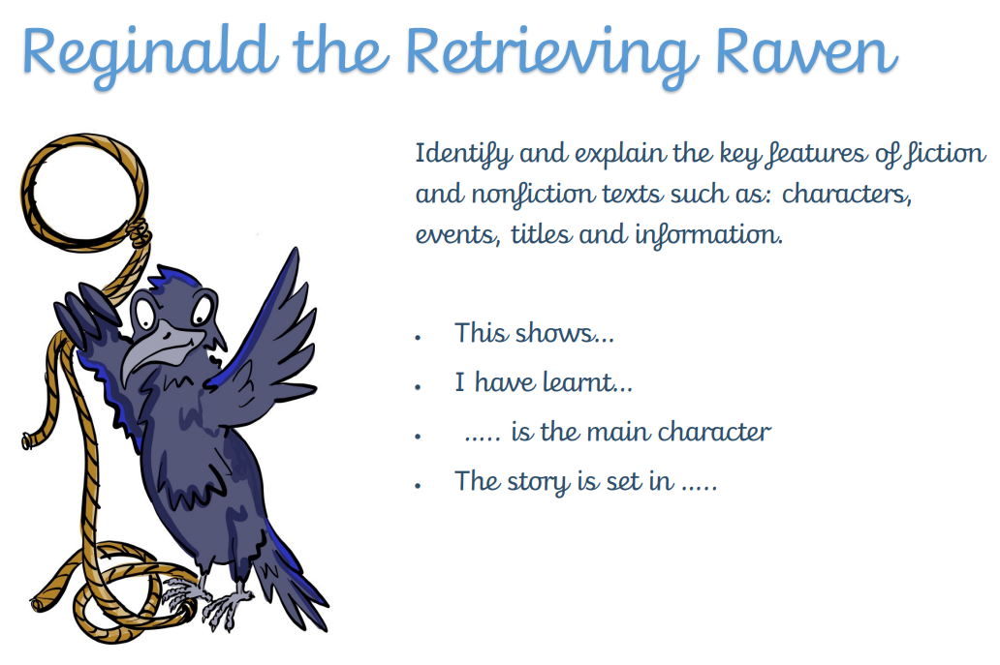 Reginald the Retrieving Raven
Identify and explain the key features of fiction
and nonfiction texts such as: characters,
events, titles and information.
• This shows...
• I have learnt...
• ..... is the main character
• The story is set in .....